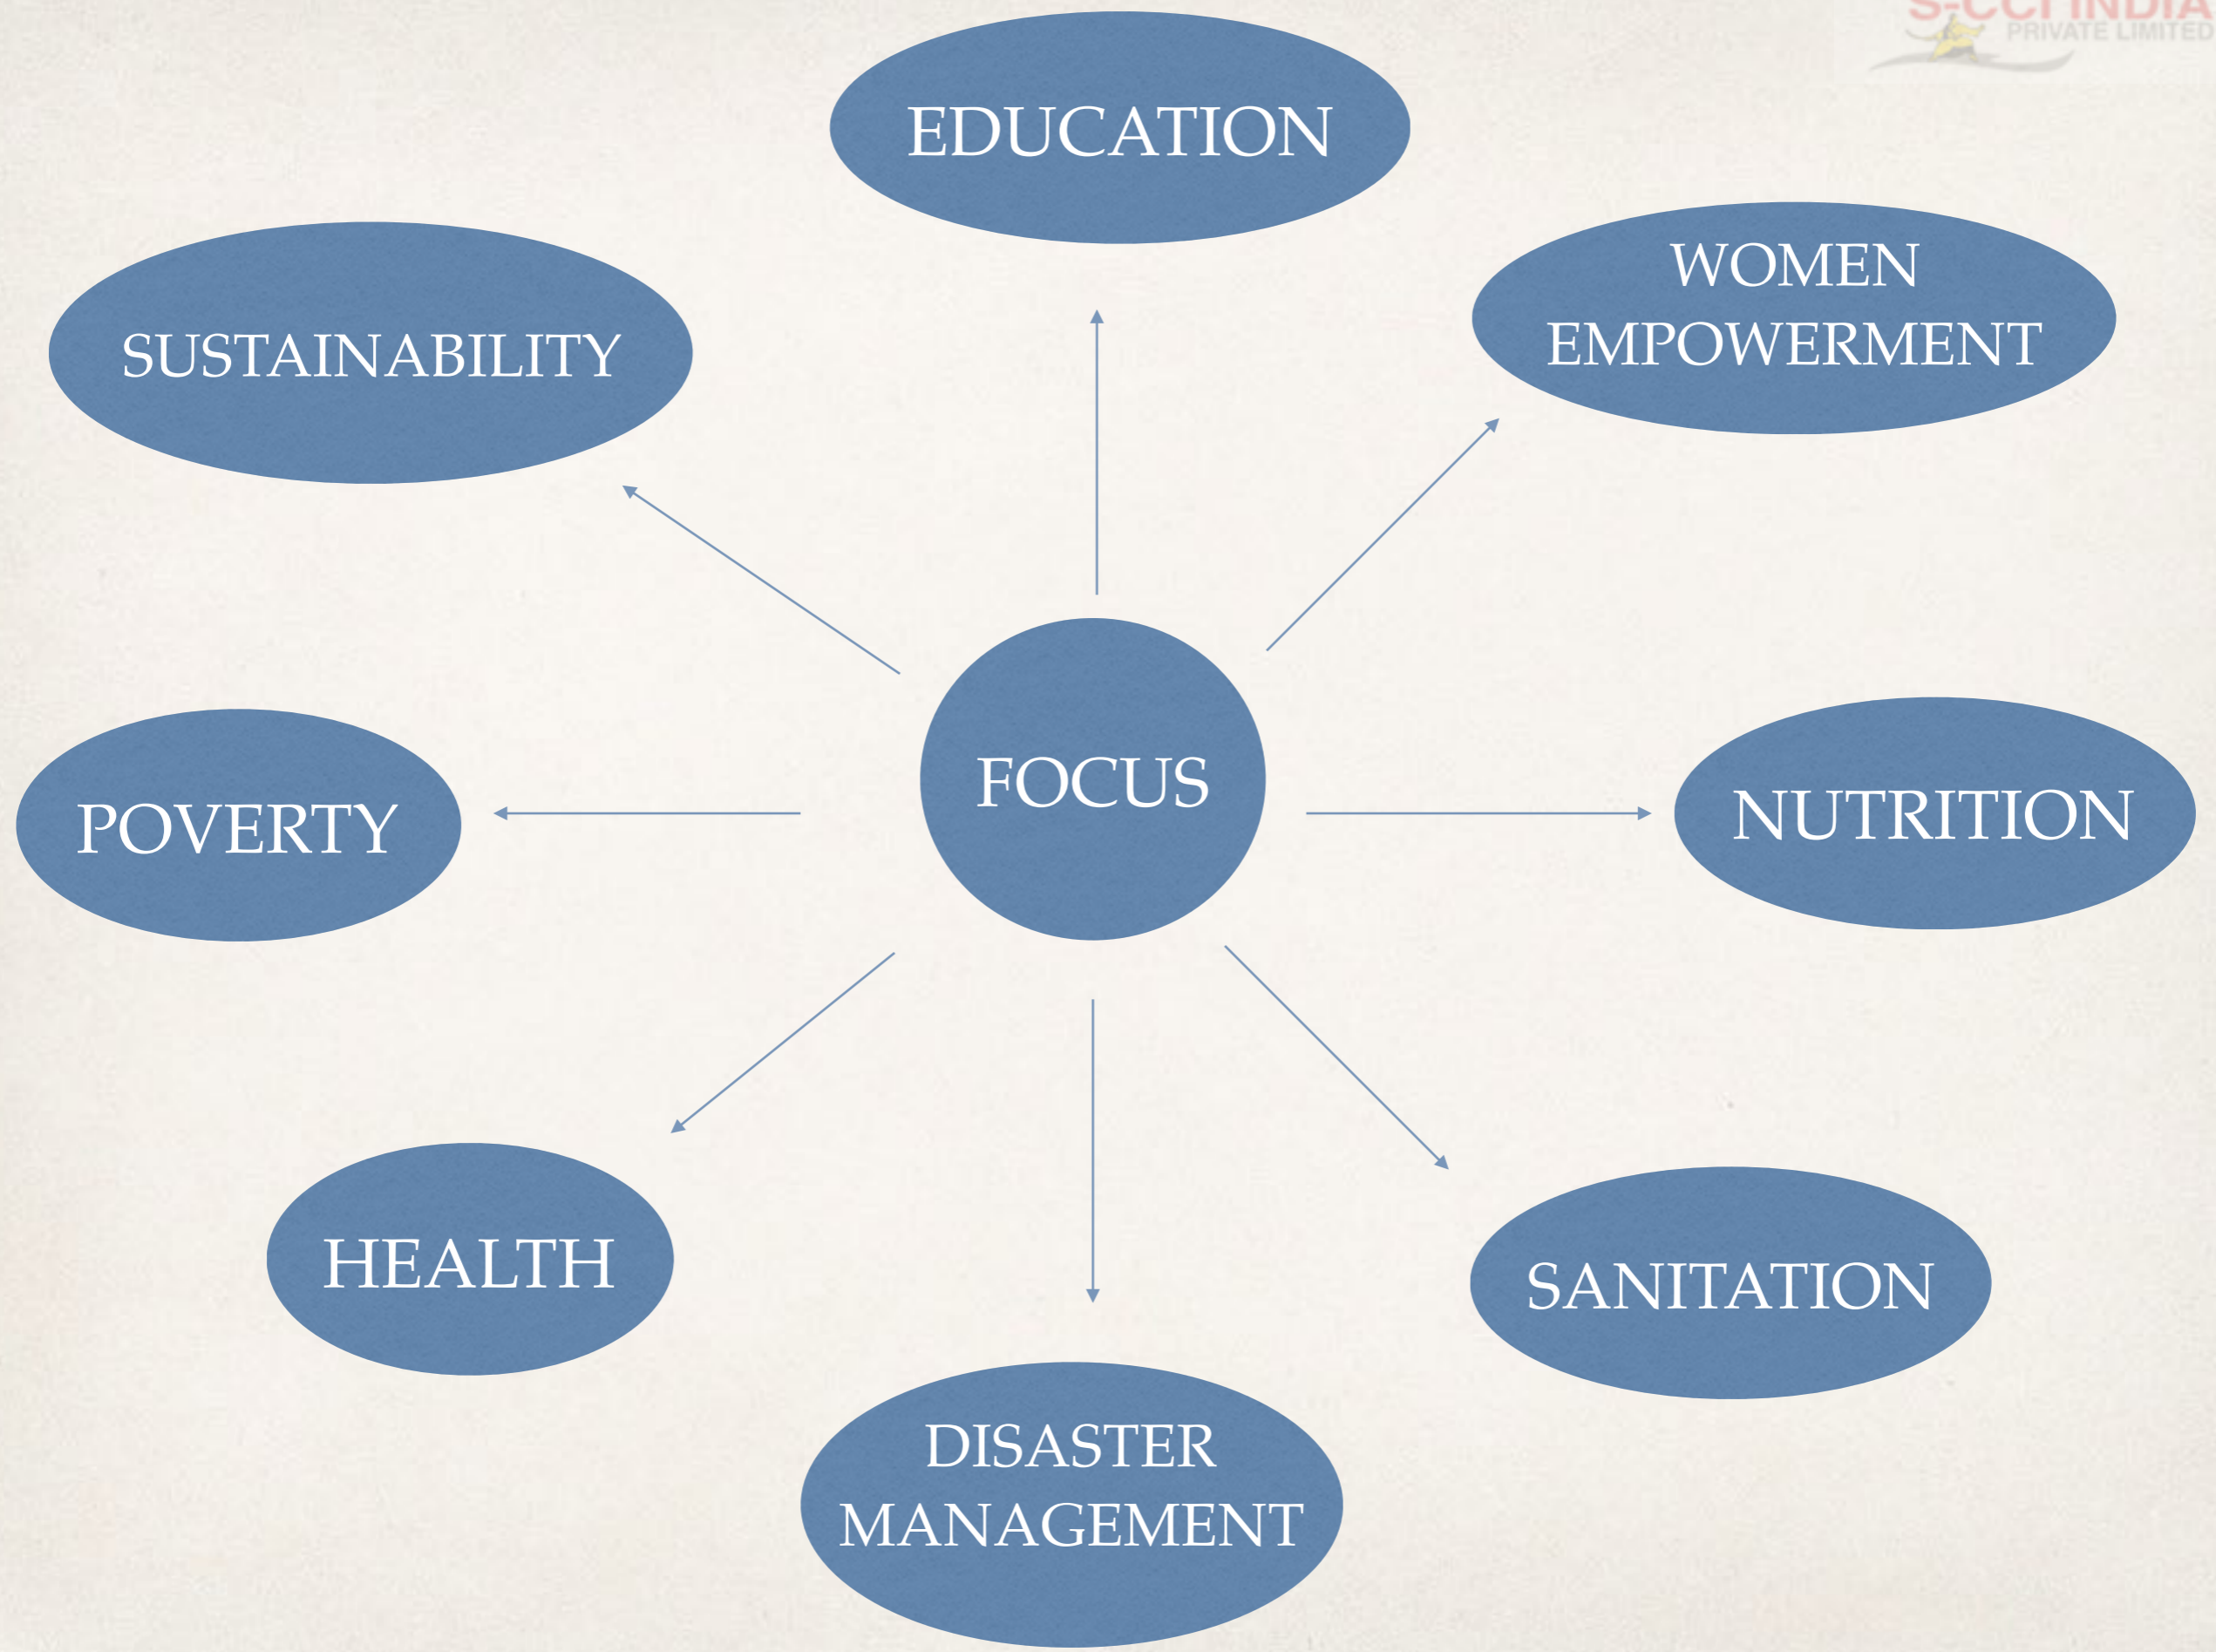 S-CCI INDIA
PRIVATE LIMITED
EDUCATION
WOMEN
EMPOWERMENT
SUSTAINABILITY
FOCUS
NUTRITION
POVERTY
HEALTH
SANITATION
DISASTER
MANAGEMENT